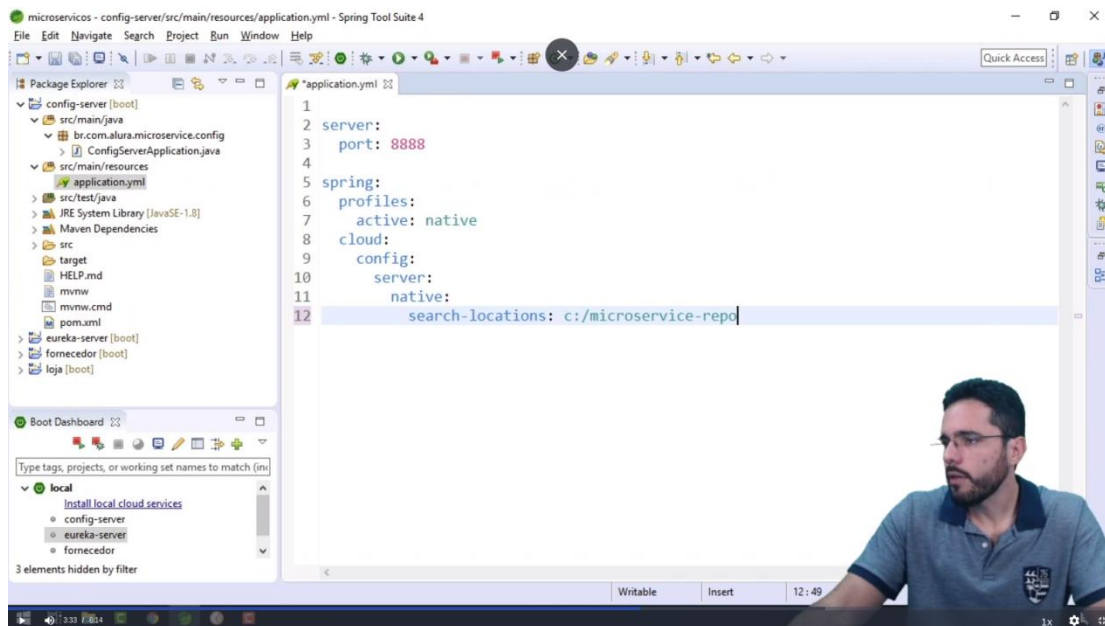 microservicos - config-server/src/main/resources/application.yml - Spring Tool Suite 4
File Edit Navigate Search Project Run Window Help
Quick Access
Package Explorer
*application.yml
config-server [boot]
src/main/java
br.com.alura.microservice.config
ConfigServerApplication.java
src/main/resources
application.yml
src/test/java
JRE System Library [JavaSE-1.8]
Maven Dependencies
src
target
HELP.md
mvnw
mvnw.cmd
pom.xml
eureka-server [boot]
fornecedor [boot]
loja [boot]
1
2 server:
3 port: 8888
4
5 spring:
6 profiles:
7 active: native
8 cloud:
9 config:
10 server:
11 native:
12 search-locations: c:/microservice-repo
Boot Dashboard
Type tags, projects, or working set names to match (in
local
Install local cloud services
config-server
eureka-server
fornecedor
3 elements hidden by filter
Writable Insert 12:49
3:33 / 6:14
1x